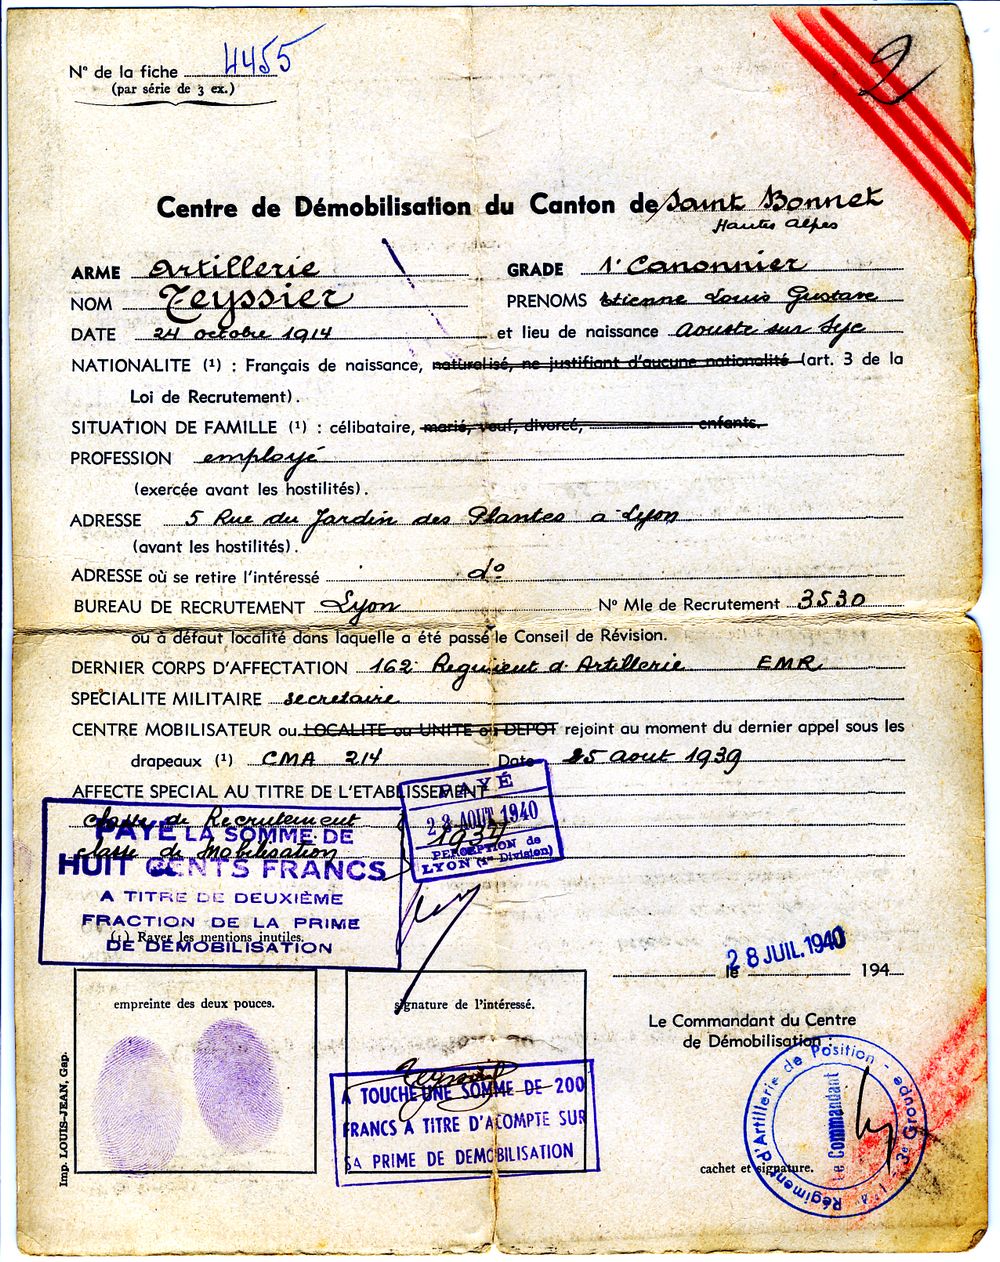 N° de la fiche 4455
(par série de 3 ex.)
2
Centre de Démobilisation du Canton de Saint Bonnet
Hautes Alpes
ARME Artillerie GRADE 1r Canonnier
NOM Teyssier PRENOMS Etienne Louis Gustave
DATE 24 octobre 1914 et lieu de naissance Aouste sur Sye
NATIONALITE (1) : Français de naissance, naturalisé, ne justifiant d'aucune nationalité (art. 3 de la
Loi de Recrutement).
SITUATION DE FAMILLE (1) : célibataire, marié, veuf, divorcé, enfants.
PROFESSION employé
(exercée avant les hostilités).
ADRESSE 5 Rue du Jardin des Plantes a Lyon
(avant les hostilités).
ADRESSE où se retire l'intéressé d°
BUREAU DE RECRUTEMENT Lyon N° Mle de Recrutement 3530
ou à défaut localité dans laquelle a été passé le Conseil de Révision.
DERNIER CORPS D'AFFECTATION 162e Regiment d'Artillerie EMR
SPECIALITE MILITAIRE secretaire
CENTRE MOBILISATEUR ou LOCALITE ou UNITE ou DEPOT rejoint au moment du dernier appel sous les
drapeaux (1) CMA 214 Date 25 Aout 1939
AFFECTE SPECIAL AU TITRE DE L'ETABLISSEMENT
classe de Recrutement 1934
classe de Mobilisation
PAYÉ
23 AOUT 1940
PERCEPTION de
LYON (1re Division)
PAYÉ LA SOMME DE
HUIT CENTS FRANCS
A TITRE DE DEUXIÈME
FRACTION DE LA PRIME
DE DÉMOBILISATION
(1) Rayer les mentions inutiles.
28 JUIL. 1940
le 194
empreinte des deux pouces.
signature de l'intéressé.
Teyssier
A TOUCHÉ UNE SOMME DE 200
FRANCS A TITRE D'ACOMPTE SUR
SA PRIME DE DEMOBILISATION
Le Commandant du Centre
de Démobilisation :
Régiment d'Artillerie de Position - 3e Groupe
Le Commandant
cachet et signature.
Imp. LOUIS-JEAN, Gap.